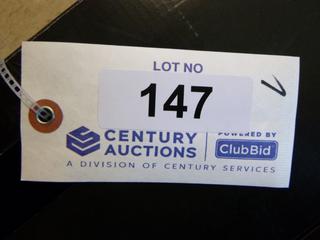 LOT NO
147
CENTURY
AUCTIONS
POWERED BY
ClubBid
A DIVISION OF CENTURY SERVICES